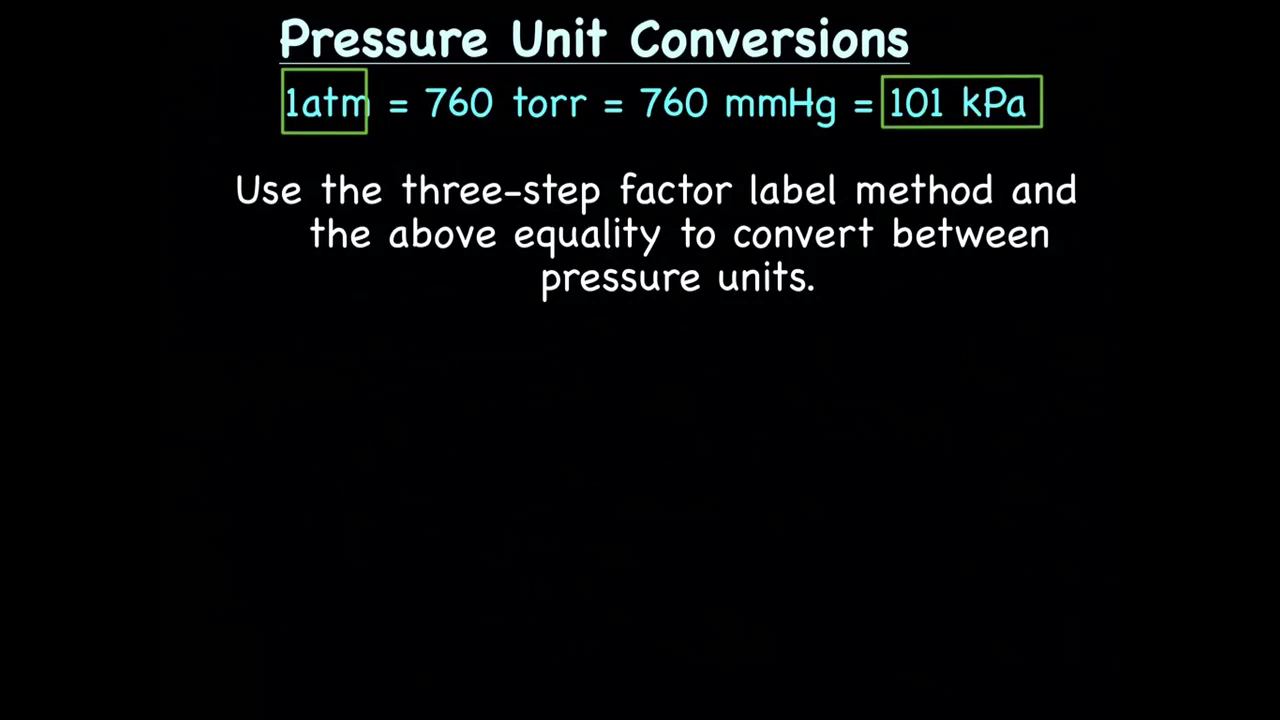 Pressure Unit Conversions
1atm = 760 torr = 760 mmHg = 101 kPa
Use the three-step factor label method and
the above equality to convert between
pressure units.